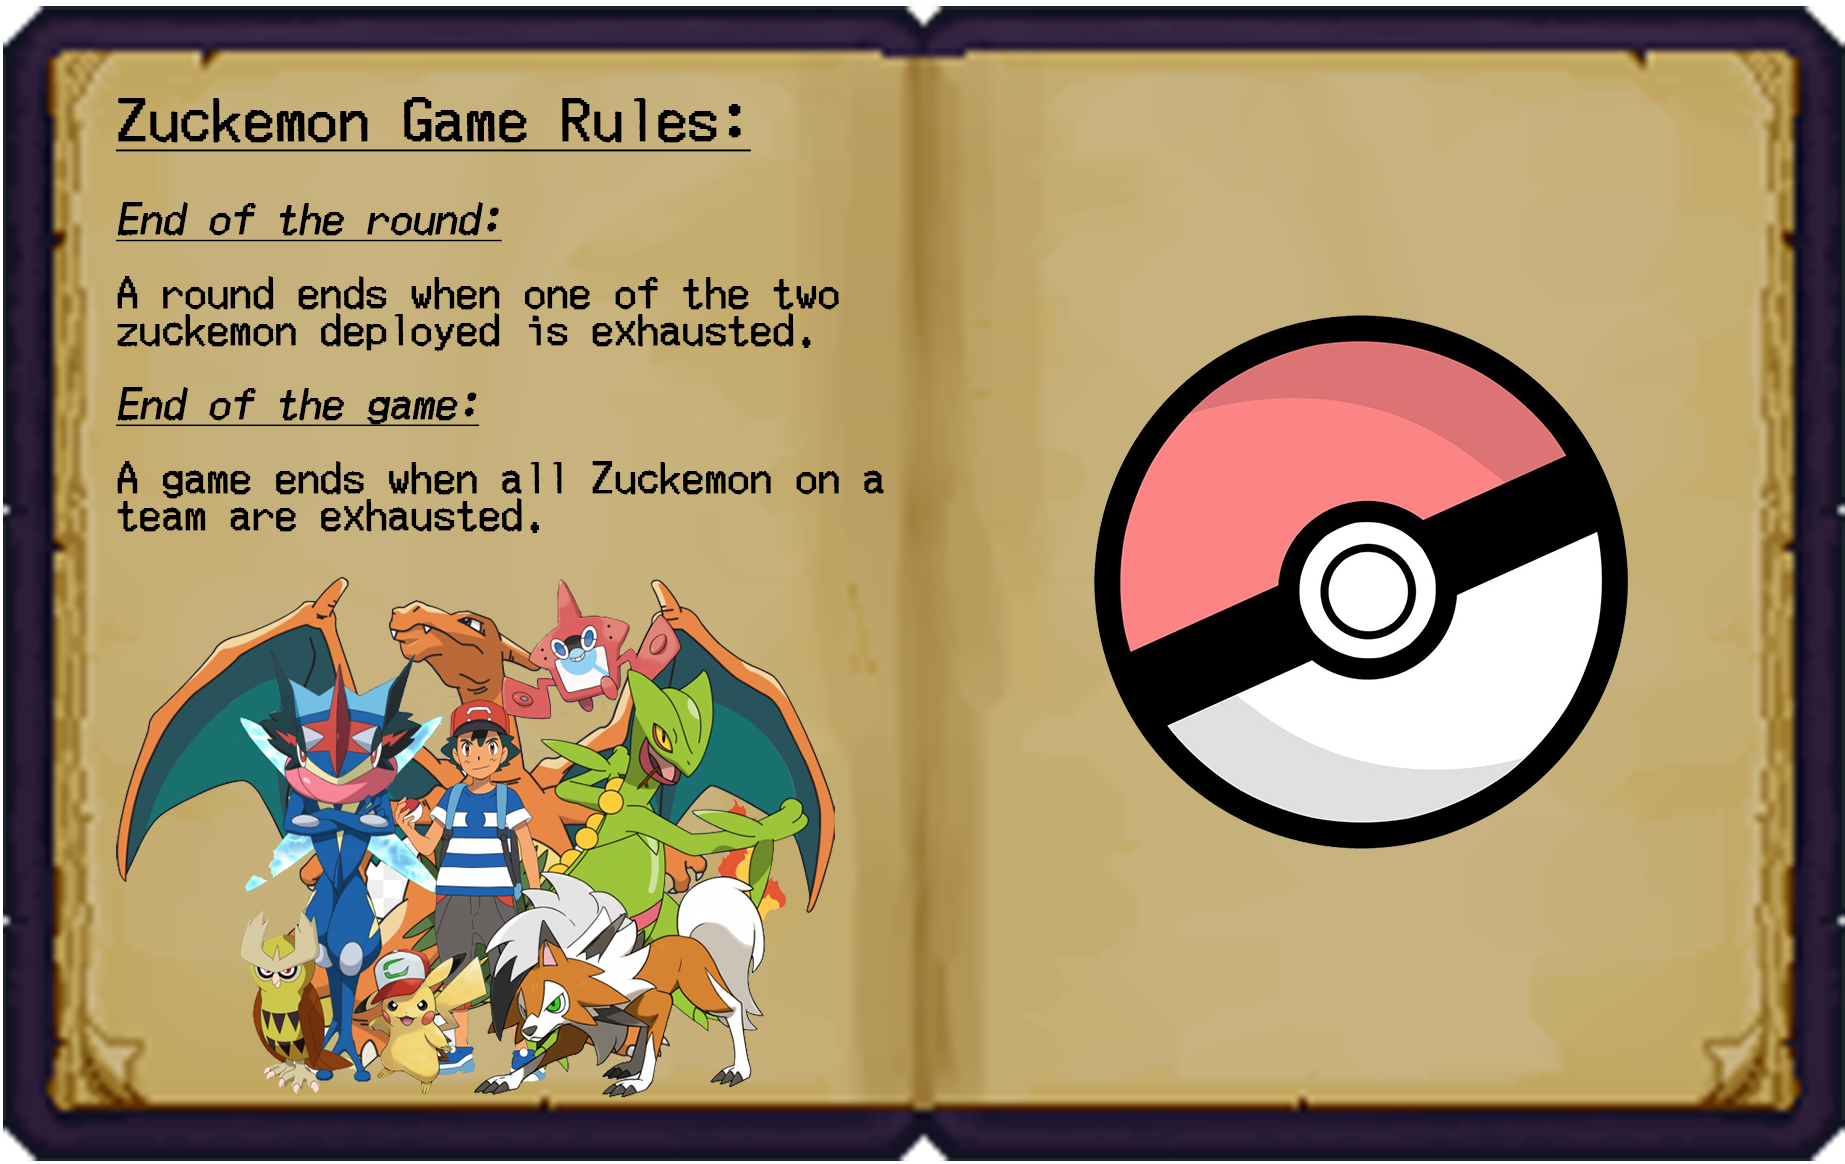 Zuckemon Game Rules:
End of the round:
A round ends when one of the two
zuckemon deployed is exhausted.
End of the game:
A game ends when all Zuckemon on a
team are exhausted.